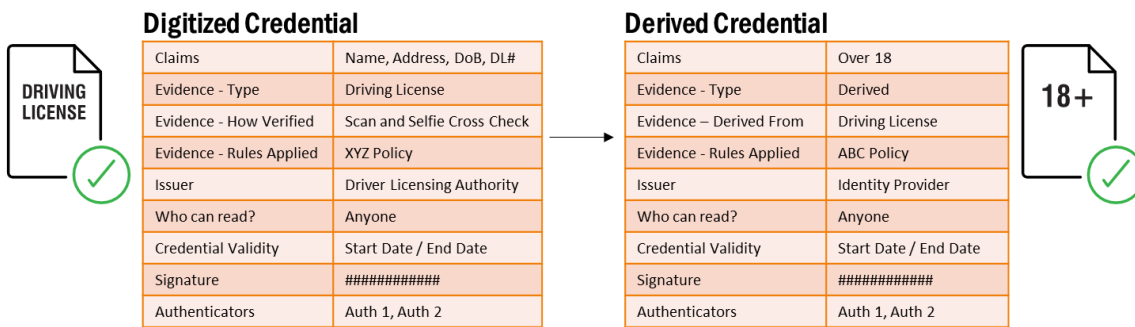 Digitized Credential
DRIVING
LICENSE
Claims Name, Address, DoB, DL#
Evidence - Type Driving License
Evidence - How Verified Scan and Selfie Cross Check
Evidence - Rules Applied XYZ Policy
Issuer Driver Licensing Authority
Who can read? Anyone
Credential Validity Start Date / End Date
Signature ############
Authenticators Auth 1, Auth 2
Derived Credential
Claims Over 18
Evidence - Type Derived
Evidence – Derived From Driving License
Evidence - Rules Applied ABC Policy
Issuer Identity Provider
Who can read? Anyone
Credential Validity Start Date / End Date
Signature ############
Authenticators Auth 1, Auth 2
18+